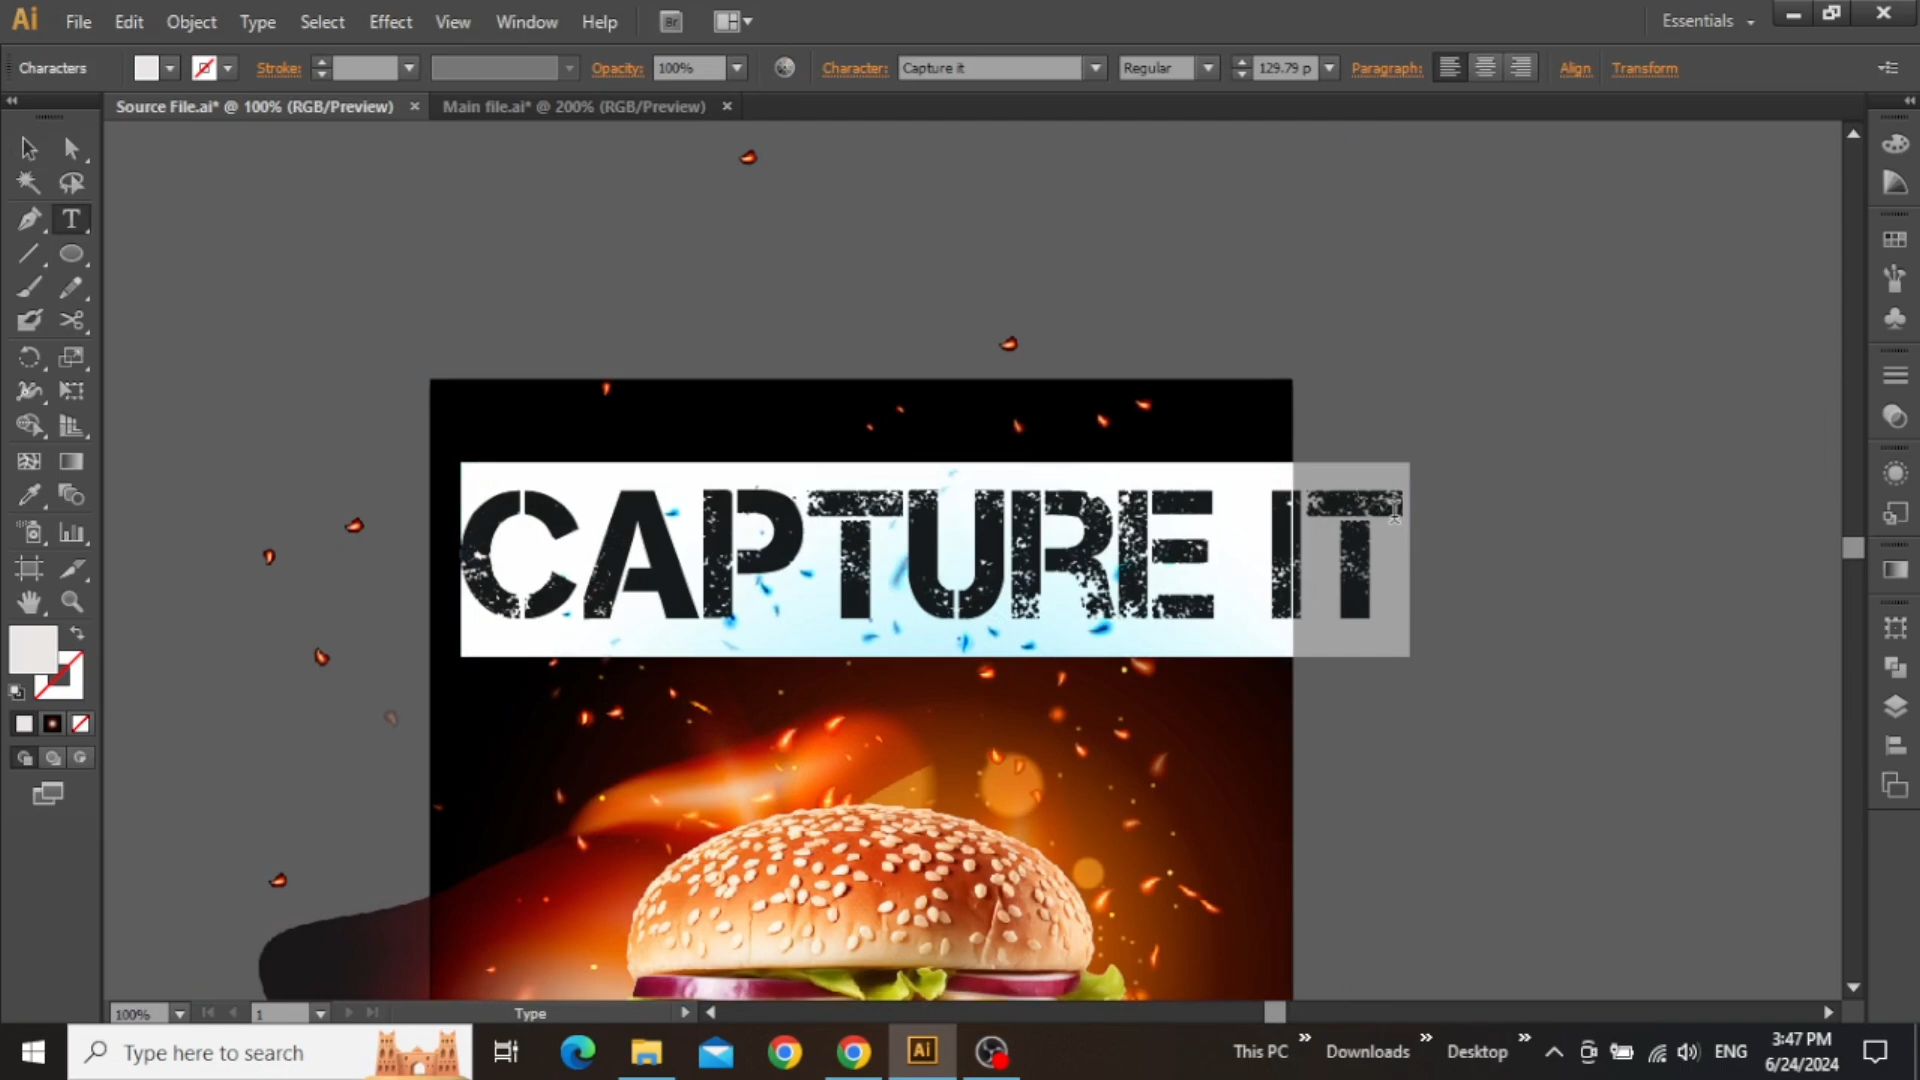 Ai File Edit Object Type Select Effect View Window Help Br Essentials
Characters Stroke: Opacity: 100% Character: Capture it Regular 129.79 p Paragraph: Align Transform
Source File.ai* @ 100% (RGB/Preview) × Main file.ai* @ 200% (RGB/Preview) ×
T
CAPTURE IT
100% 1 Type
Type here to search Ai This PC Downloads Desktop ENG 3:47 PM
6/24/2024